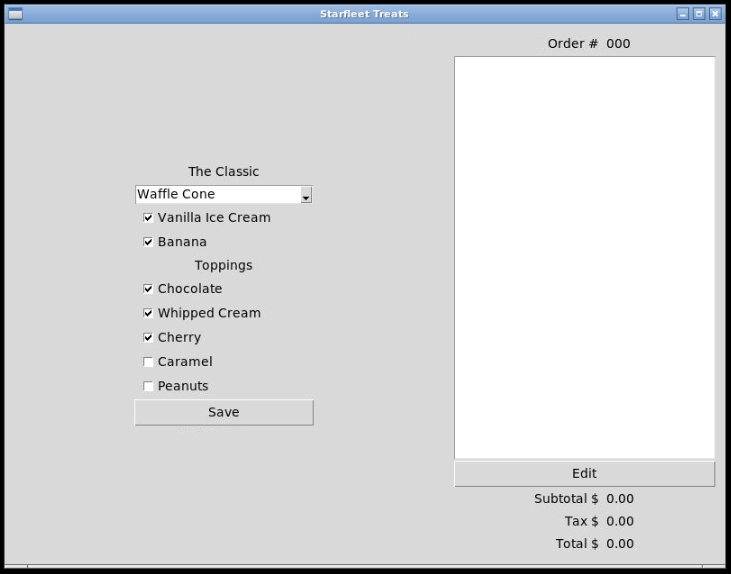 Starfleet Treats
Order # 000
The Classic
Waffle Cone
Vanilla Ice Cream
Banana
Toppings
Chocolate
Whipped Cream
Cherry
Caramel
Peanuts
Save
Edit
Subtotal $ 0.00
Tax $ 0.00
Total $ 0.00